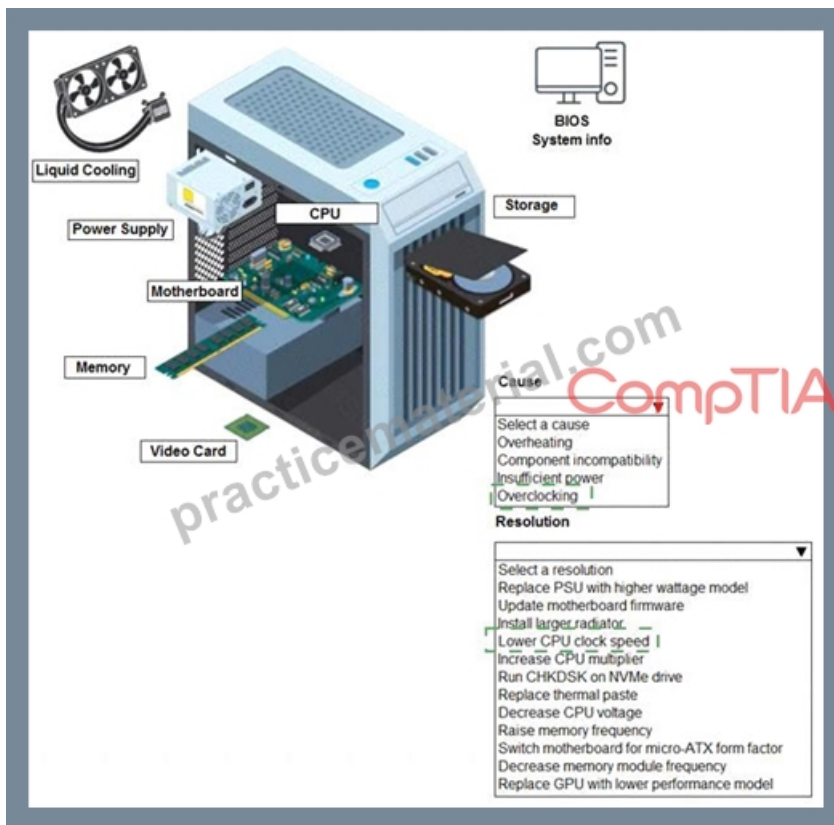 BIOS
System info
Liquid Cooling
CPU
Storage
Power Supply
Motherboard
Memory
Video Card
practicematerial.com
CompTIA
Cause
Select a cause
Overheating
Component incompatibility
Insufficient power
Overclocking
Resolution
Select a resolution
Replace PSU with higher wattage model
Update motherboard firmware
Install larger radiator
Lower CPU clock speed
Increase CPU multiplier
Run CHKDSK on NVMe drive
Replace thermal paste
Decrease CPU voltage
Raise memory frequency
Switch motherboard for micro-ATX form factor
Decrease memory module frequency
Replace GPU with lower performance model